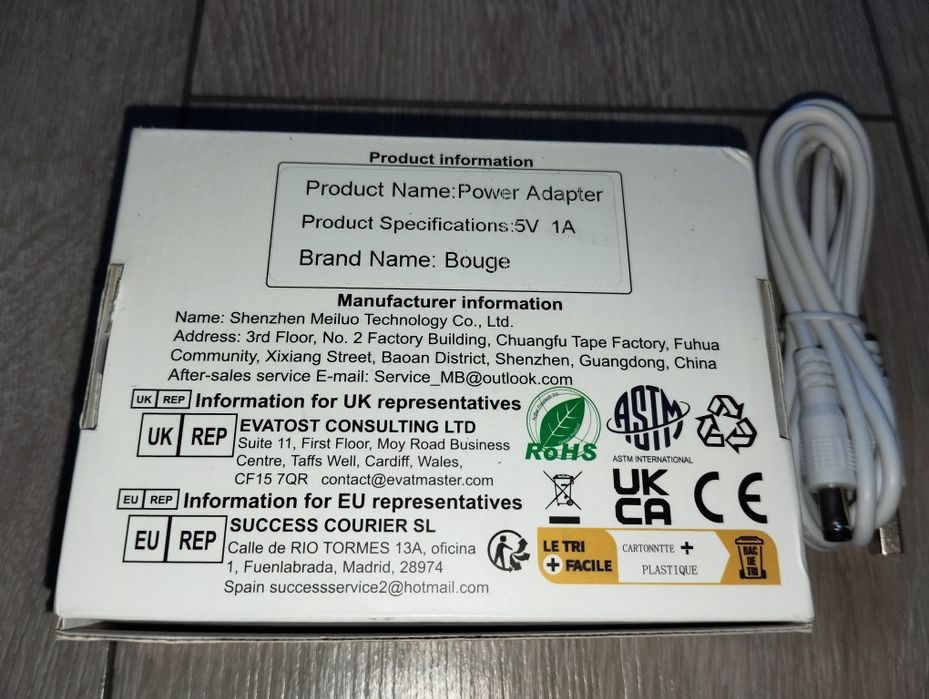 Product information
Product Name:Power Adapter
Product Specifications:5V 1A
Brand Name: Bouge
Manufacturer information
Name: Shenzhen Meiluo Technology Co., Ltd.
Address: 3rd Floor, No. 2 Factory Building, Chuangfu Tape Factory, Fuhua
Community, Xixiang Street, Baoan District, Shenzhen, Guangdong, China
After-sales service E-mail: Service_MB@outlook.com
UK REP Information for UK representatives
UK REP
EVATOST CONSULTING LTD
Suite 11, First Floor, Moy Road Business
Centre, Taffs Well, Cardiff, Wales,
CF15 7QR contact@evatmaster.com
EU REP Information for EU representatives
EU REP
SUCCESS COURIER SL
Calle de RIO TORMES 13A, oficina
1, Fuenlabrada, Madrid, 28974
Spain successservice2@hotmail.com
RoHS
ASTM
ASTM INTERNATIONAL
UK
CA
CE
LE TRI
+ FACILE
CARTONNTTE +
PLASTIQUE
BAC
DE
TRI